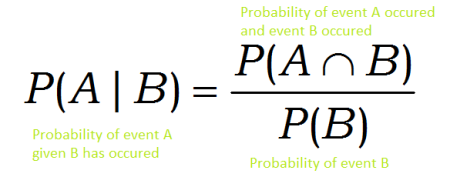 Probability of event A occured
and event B occured
P(A | B) = P(A ∩ B)
P(B)
Probability of event A
given B has occured
Probability of event B